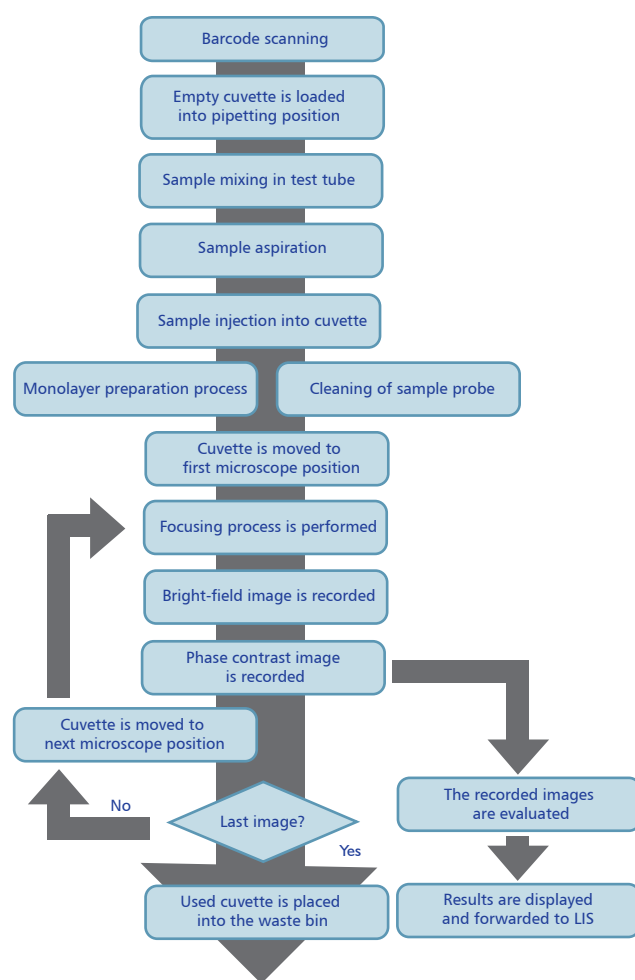 Barcode scanning
Empty cuvette is loaded
into pipetting position
Sample mixing in test tube
Sample aspiration
Sample injection into cuvette
Monolayer preparation process
Cleaning of sample probe
Cuvette is moved to
first microscope position
Focusing process is performed
Bright-field image is recorded
Phase contrast image
is recorded
Cuvette is moved to
next microscope position
No
Last image?
Yes
The recorded images
are evaluated
Used cuvette is placed
into the waste bin
Results are displayed
and forwarded to LIS